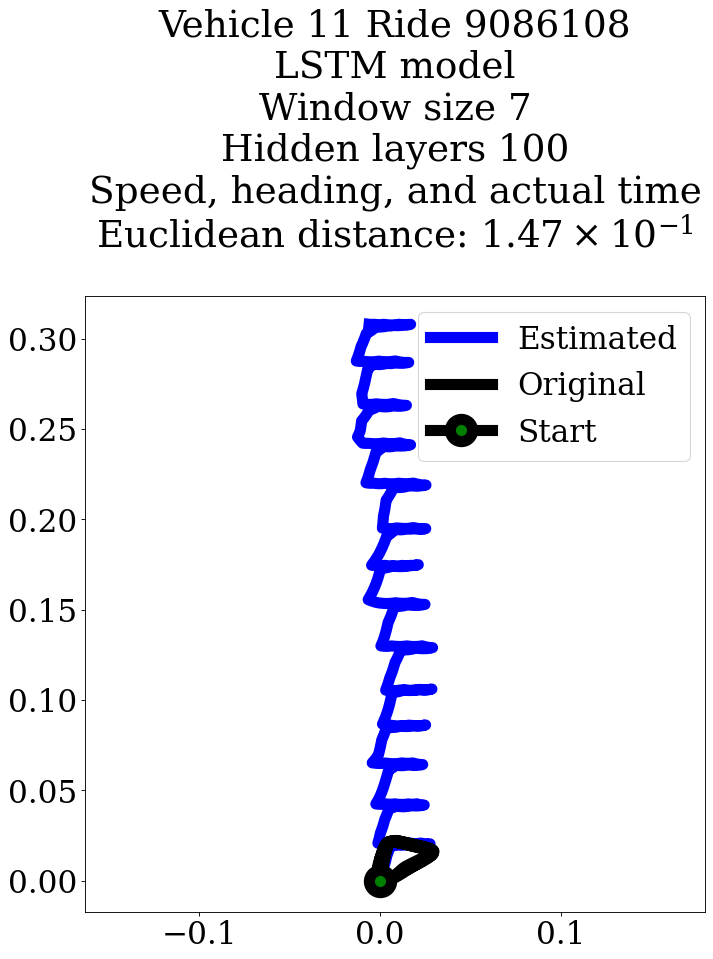 Vehicle 11 Ride 9086108
LSTM model
Window size 7
Hidden layers 100
Speed, heading, and actual time
Euclidean distance: 1.47 × 10⁻¹
Estimated
Original
Start
0.30
0.25
0.20
0.15
0.10
0.05
0.00
−0.1
0.0
0.1